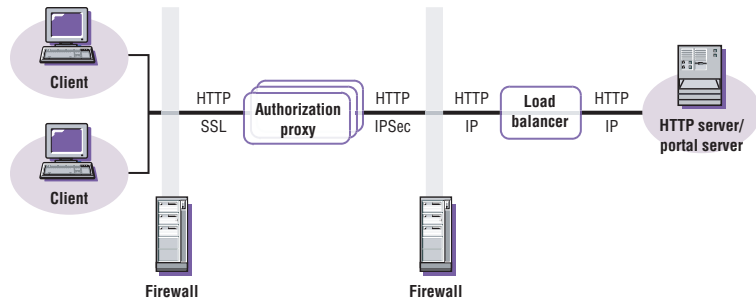 Client
Client
HTTP
SSL
Authorization
proxy
HTTP
IPSec
HTTP
IP
Load
balancer
HTTP
IP
HTTP server/
portal server
Firewall
Firewall